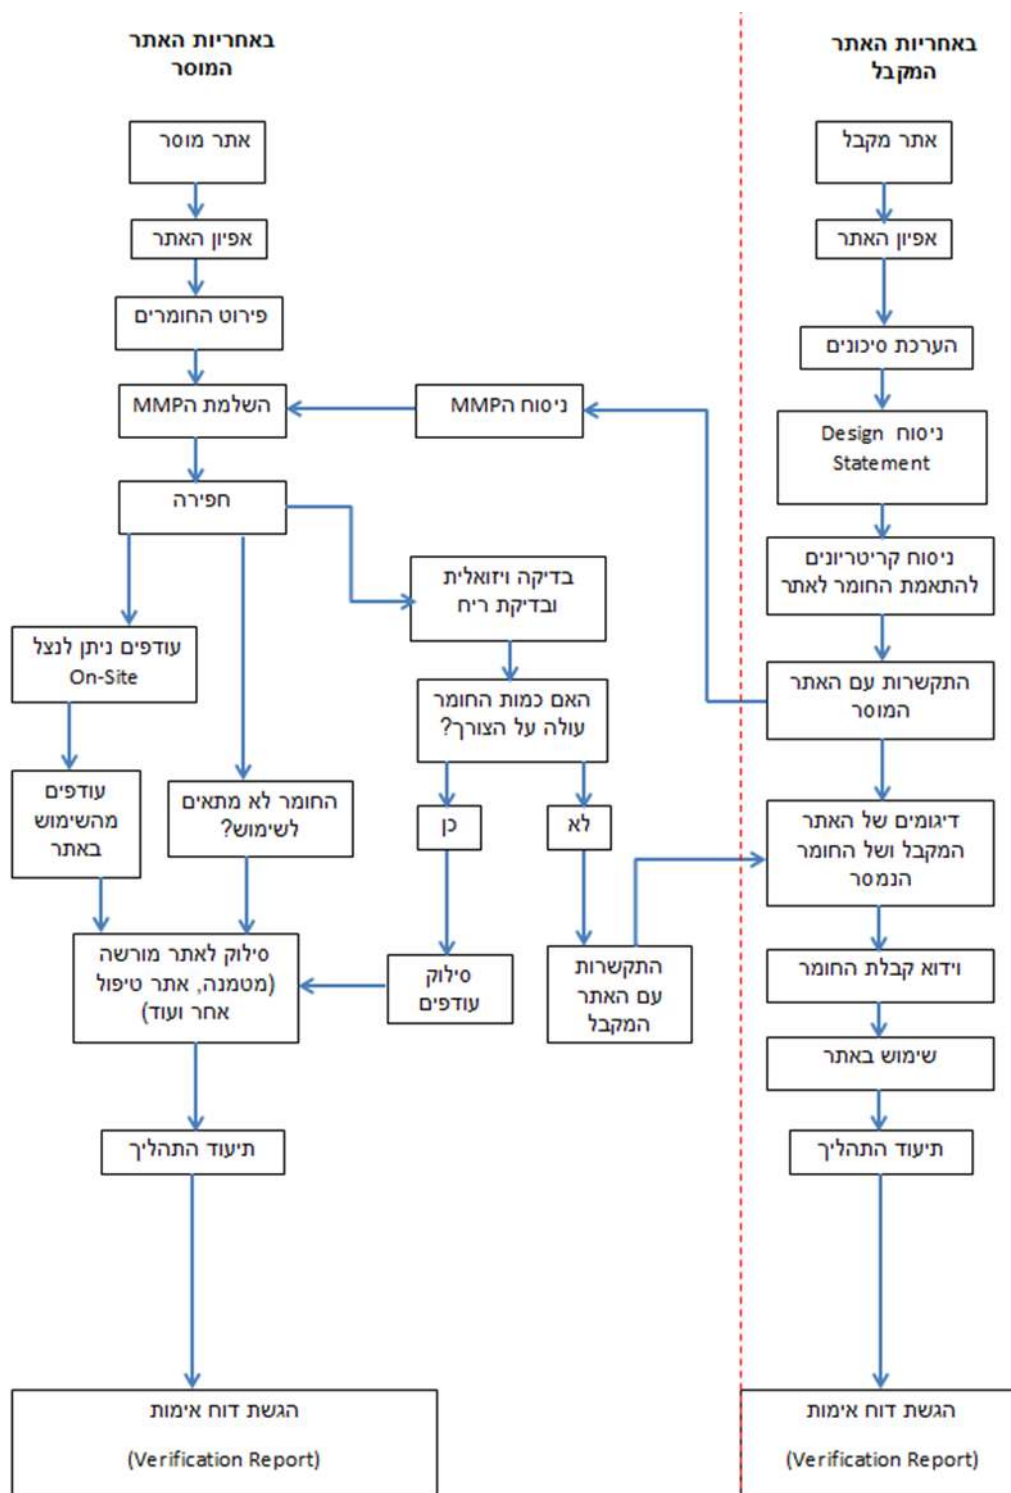 באחריות האתר
המקבל
אתר מקבל
אפיון האתר
הערכת סיכונים
ניסוח Design
Statement
ניסוח קריטריונים
להתאמת החומר לאתר
התקשרות עם האתר
המוסר
דיגומים של האתר
המקבל ושל החומר
הנמסר
וידוא קבלת החומר
שימוש באתר
תיעוד התהליך
הגשת דוח אימות
(Verification Report)
באחריות האתר
המוסר
אתר מוסר
אפיון האתר
פירוט החומרים
ניסוח הMMP
השלמת הMMP
חפירה
בדיקה ויזואלית
ובדיקת ריח
האם כמות החומר
עולה על הצורך?
לא
כן
התקשרות
עם האתר
המקבל
סילוק
עודפים
החומר לא מתאים
לשימוש?
עודפים ניתן לנצל
On-Site
עודפים
מהשימוש
באתר
סילוק לאתר מורשה
(מטמנה, אתר טיפול
אחר ועוד)
תיעוד התהליך
הגשת דוח אימות
(Verification Report)